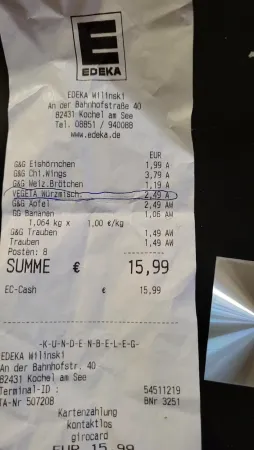 E
EDEKA
EDEKA Wilinski
An der Bahnhofstraße 40
82431 Kochel am See
Tel. 08851 / 940088
www.edeka.de
EUR
G&G Eishörnchen 1,99 A
G&G Chi.Wings 3,79 A
G&G Weiz.Brötchen 1,19 A
VEGETA Würzmisch. 2,49 A
G&G Äpfel 2,49 AW
GG Bananen 1,06 AW
1,064 kg x 1,00 €/kg
G&G Trauben 1,49 AW
Trauben 1,49 AW
Posten: 8
SUMME € 15,99
EC-Cash € 15,99
-K-U-N-D-E-N-B-E-L-E-G-
EDEKA Wilinski
An der Bahnhofstr. 40
82431 Kochel am See
Terminal-ID : 54511219
TA-Nr 507208 BNr 3251
Kartenzahlung
kontaktlos
girocard
EUR 15,99